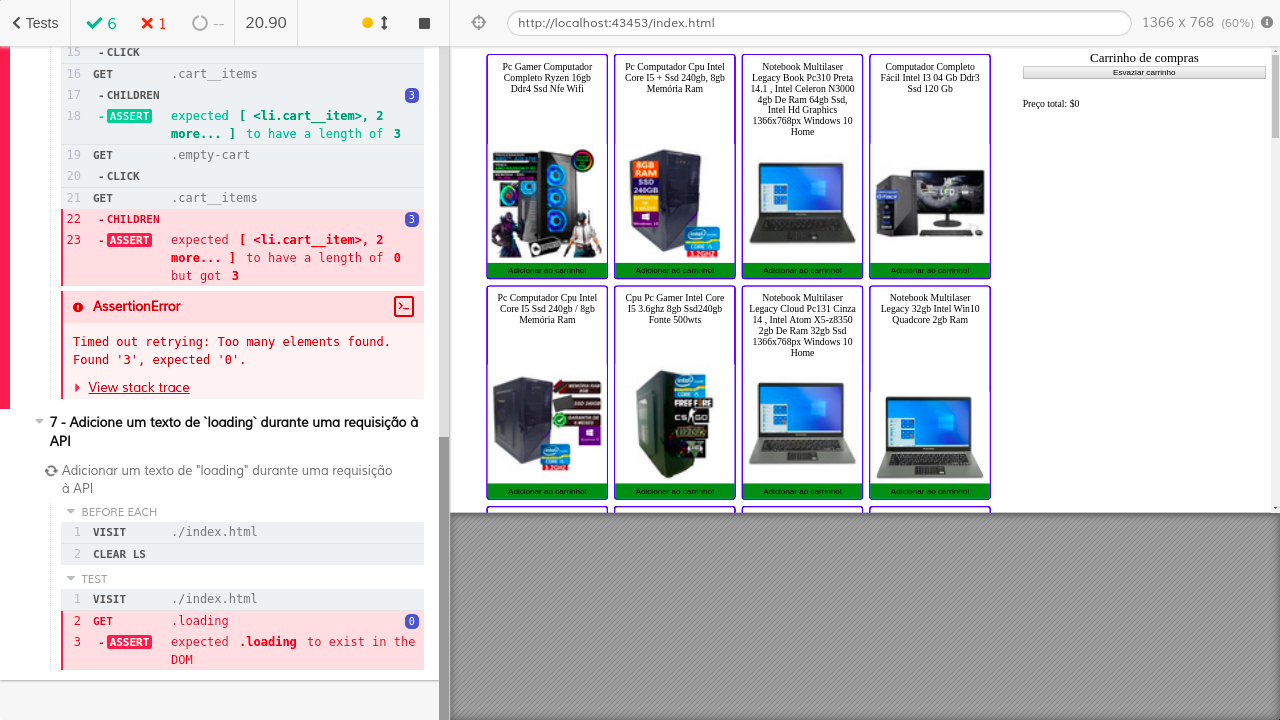 Tests
6
1
--
20.90
http://localhost:43453/index.html
1366 x 768 (60%)
15 -CLICK
16 GET .cart__items
17 -CHILDREN 3
18 -ASSERT expected [ <li.cart__item>, 2
more... ] to have a length of 3
19 GET .empty-cart
20 -CLICK
21 GET .cart__items
22 -CHILDREN 3
23 -ASSERT expected [ <li.cart__item>, 2
more... ] to have a length of 0
but got 3
AssertionError
Timed out retrying: Too many elements found.
Found '3', expected '0'.
View stack trace
7 - Adicione um texto de `loading` durante uma requisição à
API
Adicionar um texto de "loading" durante uma requisição
à API
BEFORE EACH
1 VISIT ./index.html
2 CLEAR LS
TEST
1 VISIT ./index.html
2 GET .loading 0
3 -ASSERT expected .loading to exist in the
DOM
Pc Gamer Computador
Completo Ryzen 16gb
Ddr4 Ssd Nfe Wifi
Adicionar ao carrinho!
Pc Computador Cpu Intel
Core I5 + Ssd 240gb, 8gb
Memória Ram
8GB
RAM
SSD
240GB
Adicionar ao carrinho!
Notebook Multilaser
Legacy Book Pc310 Preta
14.1 , Intel Celeron N3000
4gb De Ram 64gb Ssd,
Intel Hd Graphics
1366x768px Windows 10
Home
Adicionar ao carrinho!
Computador Completo
Fácil Intel I3 04 Gb Ddr3
Ssd 120 Gb
Adicionar ao carrinho!
Pc Computador Cpu Intel
Core I5 Ssd 240gb / 8gb
Memória Ram
3.2GHZ
Adicionar ao carrinho!
Cpu Pc Gamer Intel Core
I5 3.6ghz 8gb Ssd240gb
Fonte 500wts
FREE FIRE
CS GO
Adicionar ao carrinho!
Notebook Multilaser
Legacy Cloud Pc131 Cinza
14 , Intel Atom X5-z8350
2gb De Ram 32gb Ssd
1366x768px Windows 10
Home
Adicionar ao carrinho!
Notebook Multilaser
Legacy 32gb Intel Win10
Quadcore 2gb Ram
Adicionar ao carrinho!
Carrinho de compras
Esvaziar carrinho
Preço total: $0